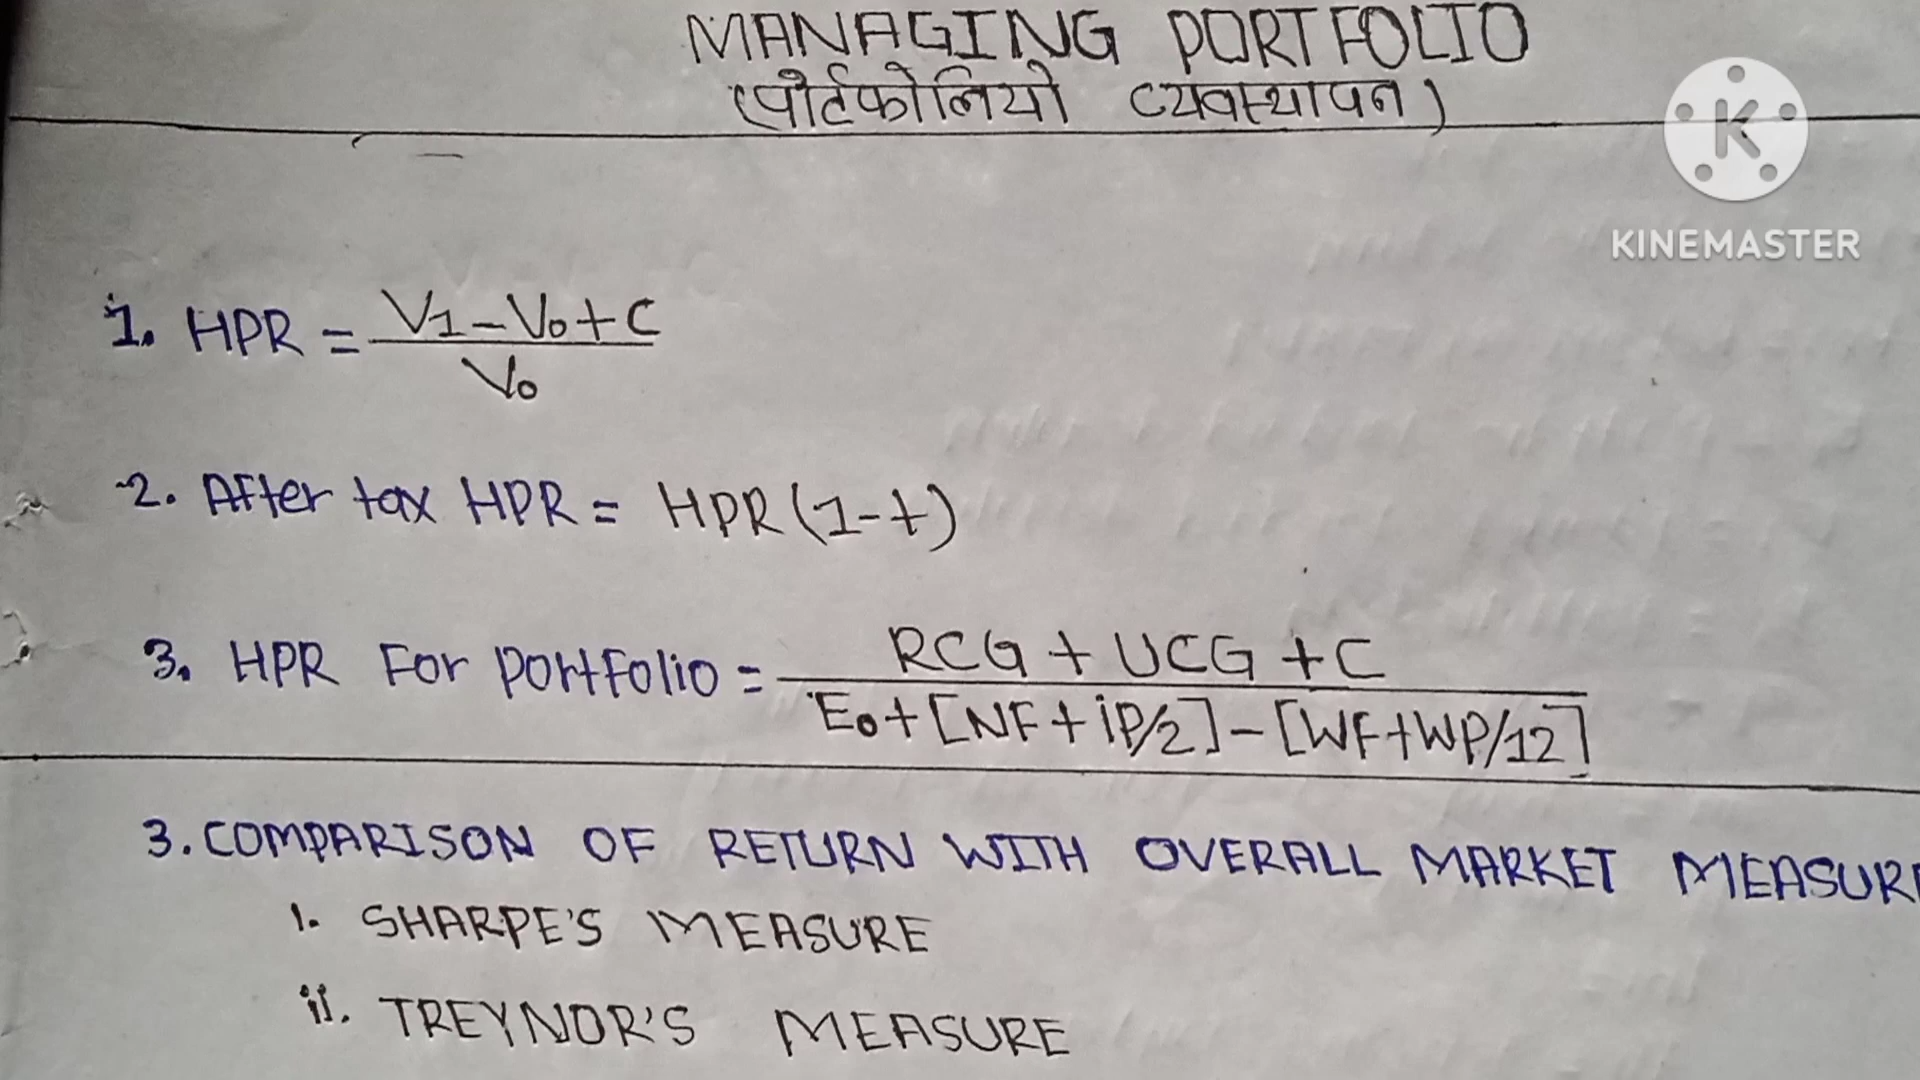 MANAGING PORTFOLIO
(पोर्टफोलियो व्यवस्थापन)
K
KINEMASTER
1. HPR = V1-V0+C / V0
2. After tax HPR = HPR(1-t)
3. HPR For portfolio = RCG + UCG + C / E0+[NF+iP/2]-[WF+WP/12]
3. COMPARISON OF RETURN WITH OVERALL MARKET MEASURE
i. SHARPE'S MEASURE
ii. TREYNOR'S MEASURE